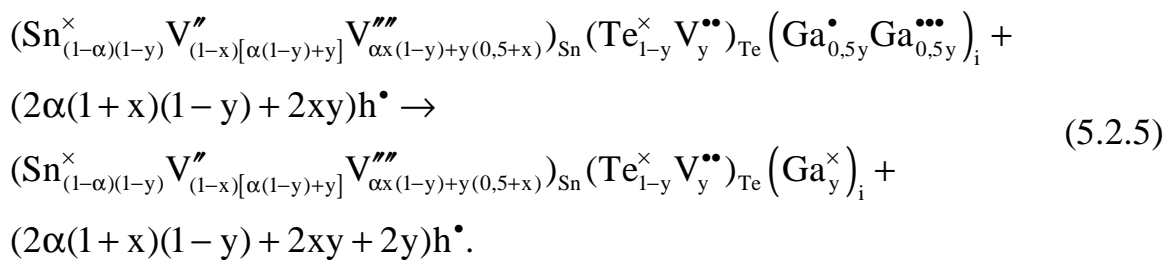 (Sn^×_{(1−α)(1−y)} V^{″}_{(1−x)[α(1−y)+y]} V^{⁗}_{αx(1−y)+y(0,5+x)})_{Sn} (Te^×_{1−y} V^{••}_y)_{Te} (Ga^•_{0,5y} Ga^{•••}_{0,5y})_i +
(2α(1+x)(1−y)+2xy)h^• →
(5.2.5)
(Sn^×_{(1−α)(1−y)} V^{″}_{(1−x)[α(1−y)+y]} V^{⁗}_{αx(1−y)+y(0,5+x)})_{Sn} (Te^×_{1−y} V^{••}_y)_{Te} (Ga^×_y)_i +
(2α(1+x)(1−y)+2xy+2y)h^•.